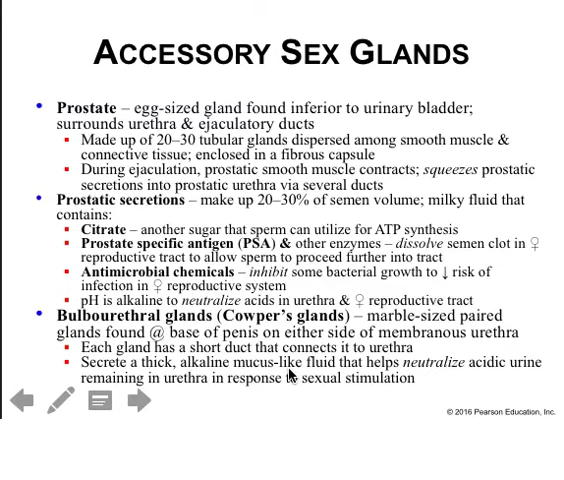 ACCESSORY SEX GLANDS
• Prostate – egg-sized gland found inferior to urinary bladder;
surrounds urethra & ejaculatory ducts
▪ Made up of 20–30 tubular glands dispersed among smooth muscle &
connective tissue; enclosed in a fibrous capsule
▪ During ejaculation, prostatic smooth muscle contracts; squeezes prostatic
secretions into prostatic urethra via several ducts
• Prostatic secretions – make up 20–30% of semen volume; milky fluid that
contains:
▪ Citrate – another sugar that sperm can utilize for ATP synthesis
▪ Prostate specific antigen (PSA) & other enzymes – dissolve semen clot in ♀
reproductive tract to allow sperm to proceed further into tract
▪ Antimicrobial chemicals – inhibit some bacterial growth to ↓ risk of
infection in ♀ reproductive system
▪ pH is alkaline to neutralize acids in urethra & ♀ reproductive tract
• Bulbourethral glands (Cowper's glands) – marble-sized paired
glands found @ base of penis on either side of membranous urethra
▪ Each gland has a short duct that connects it to urethra
▪ Secrete a thick, alkaline mucus-like fluid that helps neutralize acidic urine
remaining in urethra in response to sexual stimulation
© 2016 Pearson Education, Inc.